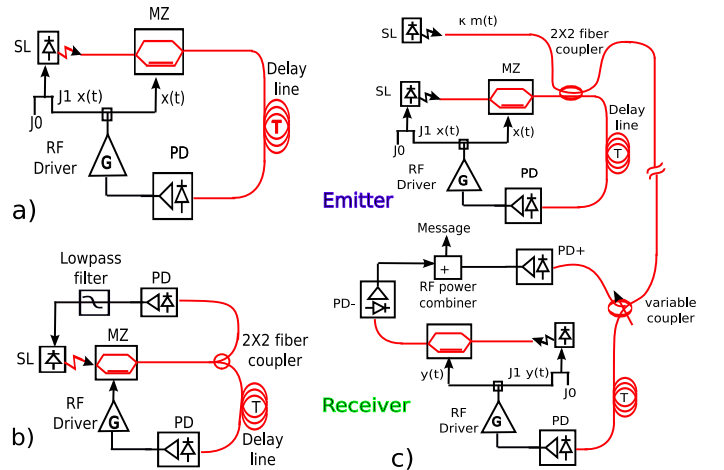 MZ
SL
J1 x(t)
x(t)
J0
Delay
line
T
RF
Driver
G
PD
a)
Lowpass
filter
PD
MZ
SL
2X2 fiber
coupler
T
RF
Driver
G
PD
Delay
line
b)
κ m(t)
SL
2X2 fiber
coupler
MZ
SL
J1 x(t)
x(t)
J0
Delay
line
T
RF
Driver
G
PD
Emitter
Message
PD+
+
RF power
combiner
PD-
variable
coupler
y(t)
J1 y(t)
J0
T
Receiver
RF
Driver
G
PD
c)